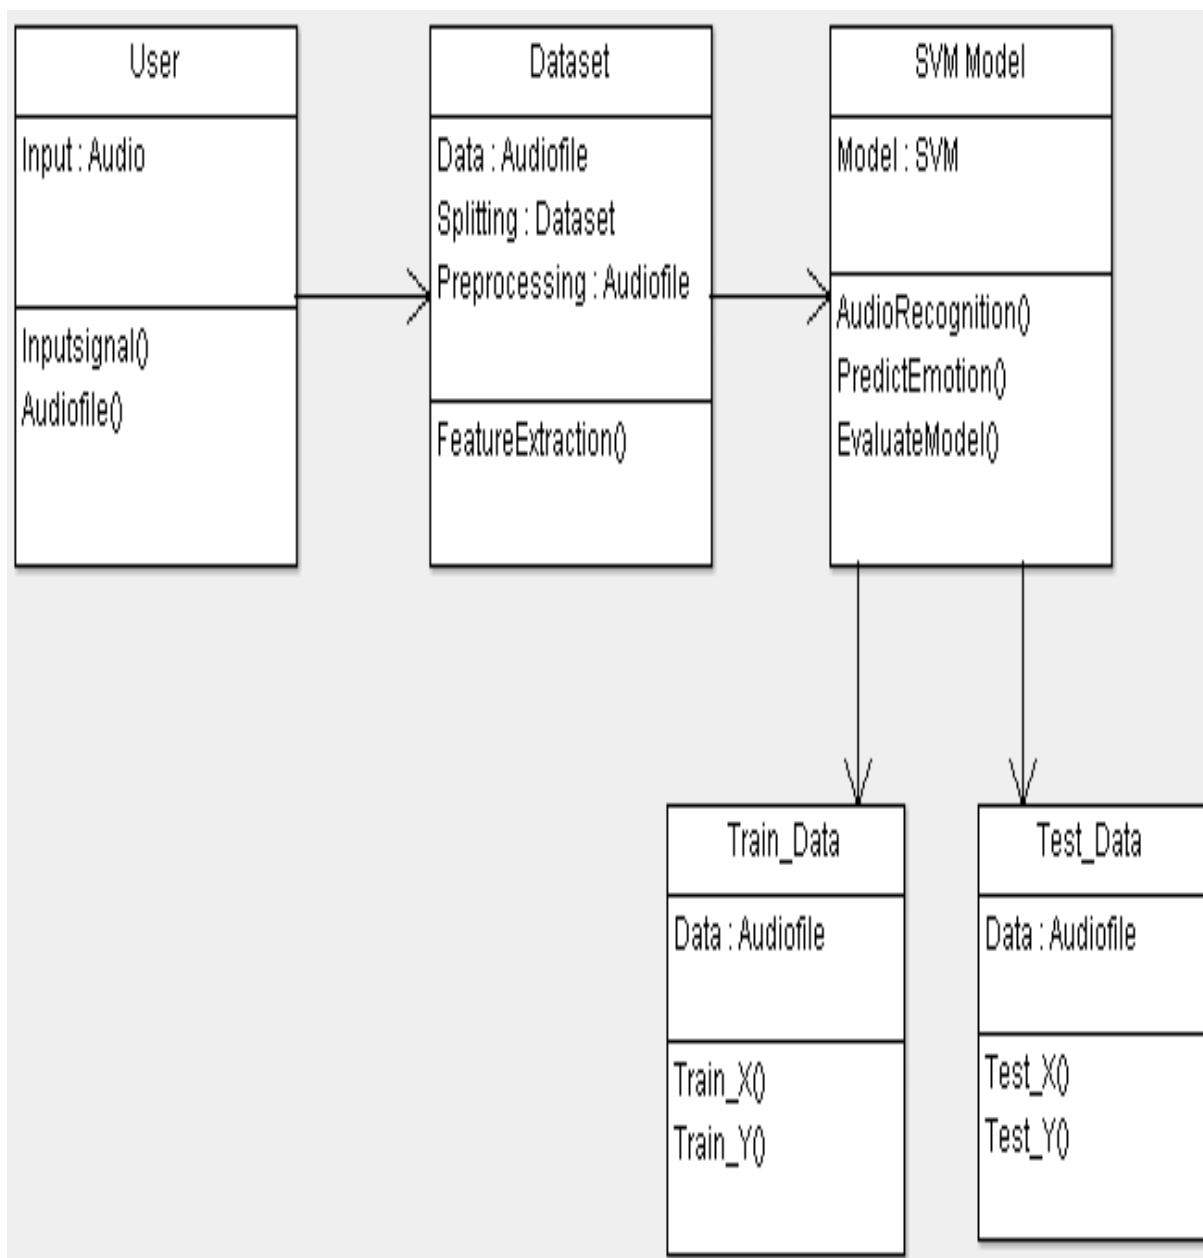 User
Input : Audio
Inputsignal()
Audiofile()
Dataset
Data : Audiofile
Splitting : Dataset
Preprocessing : Audiofile
FeatureExtraction()
SVM Model
Model : SVM
AudioRecognition()
PredictEmotion()
EvaluateModel()
Train_Data
Data : Audiofile
Train_X()
Train_Y()
Test_Data
Data : Audiofile
Test_X()
Test_Y()